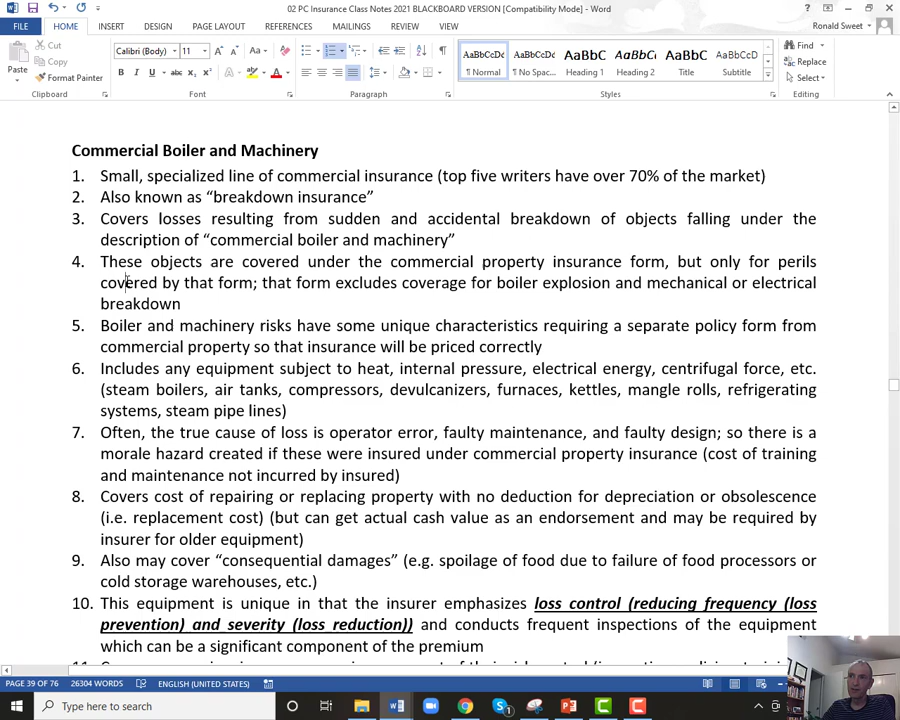 02 PC Insurance Class Notes 2021 BLACKBOARD VERSION [Compatibility Mode] - Word
FILE HOME INSERT DESIGN PAGE LAYOUT REFERENCES MAILINGS REVIEW VIEW Ronald Sweet
Cut
Copy
Format Painter
Paste
Clipboard
Calibri (Body) 11
Font
Paragraph
AaBbCcDc AaBbCcDc AaBbC AaBbCc AaBbC AaBbCcD
¶ Normal ¶ No Spac... Heading 1 Heading 2 Title Subtitle
Styles
Find
Replace
Select
Editing
Commercial Boiler and Machinery
1. Small, specialized line of commercial insurance (top five writers have over 70% of the market)
2. Also known as “breakdown insurance”
3. Covers losses resulting from sudden and accidental breakdown of objects falling under the
description of “commercial boiler and machinery”
4. These objects are covered under the commercial property insurance form, but only for perils
covered by that form; that form excludes coverage for boiler explosion and mechanical or electrical
breakdown
5. Boiler and machinery risks have some unique characteristics requiring a separate policy form from
commercial property so that insurance will be priced correctly
6. Includes any equipment subject to heat, internal pressure, electrical energy, centrifugal force, etc.
(steam boilers, air tanks, compressors, devulcanizers, furnaces, kettles, mangle rolls, refrigerating
systems, steam pipe lines)
7. Often, the true cause of loss is operator error, faulty maintenance, and faulty design; so there is a
morale hazard created if these were insured under commercial property insurance (cost of training
and maintenance not incurred by insured)
8. Covers cost of repairing or replacing property with no deduction for depreciation or obsolescence
(i.e. replacement cost) (but can get actual cash value as an endorsement and may be required by
insurer for older equipment)
9. Also may cover “consequential damages” (e.g. spoilage of food due to failure of food processors or
cold storage warehouses, etc.)
10. This equipment is unique in that the insurer emphasizes loss control (reducing frequency (loss
prevention) and severity (loss reduction)) and conducts frequent inspections of the equipment
which can be a significant component of the premium
PAGE 39 OF 76 26304 WORDS ENGLISH (UNITED STATES)
Type here to search